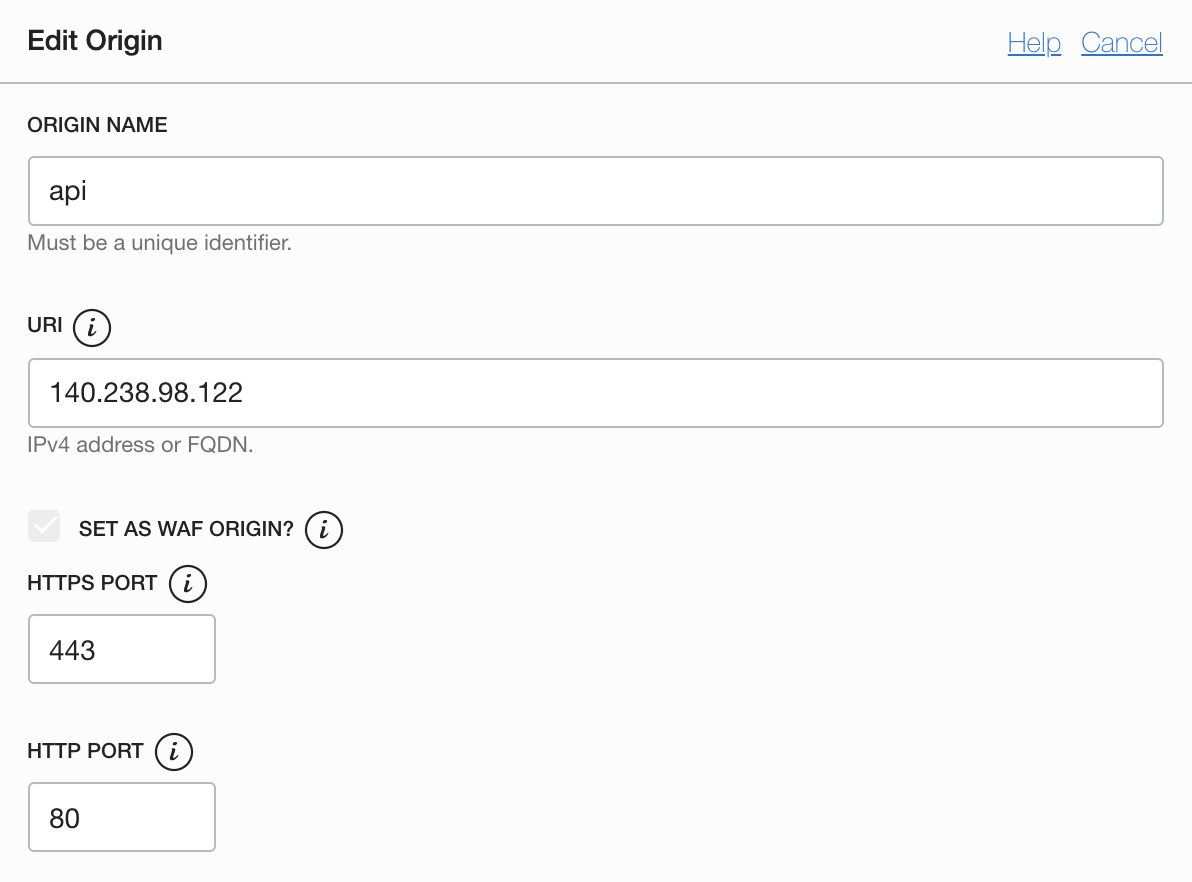 Edit Origin
Help Cancel
ORIGIN NAME
api
Must be a unique identifier.
URI i
140.238.98.122
IPv4 address or FQDN.
SET AS WAF ORIGIN? i
HTTPS PORT i
443
HTTP PORT i
80